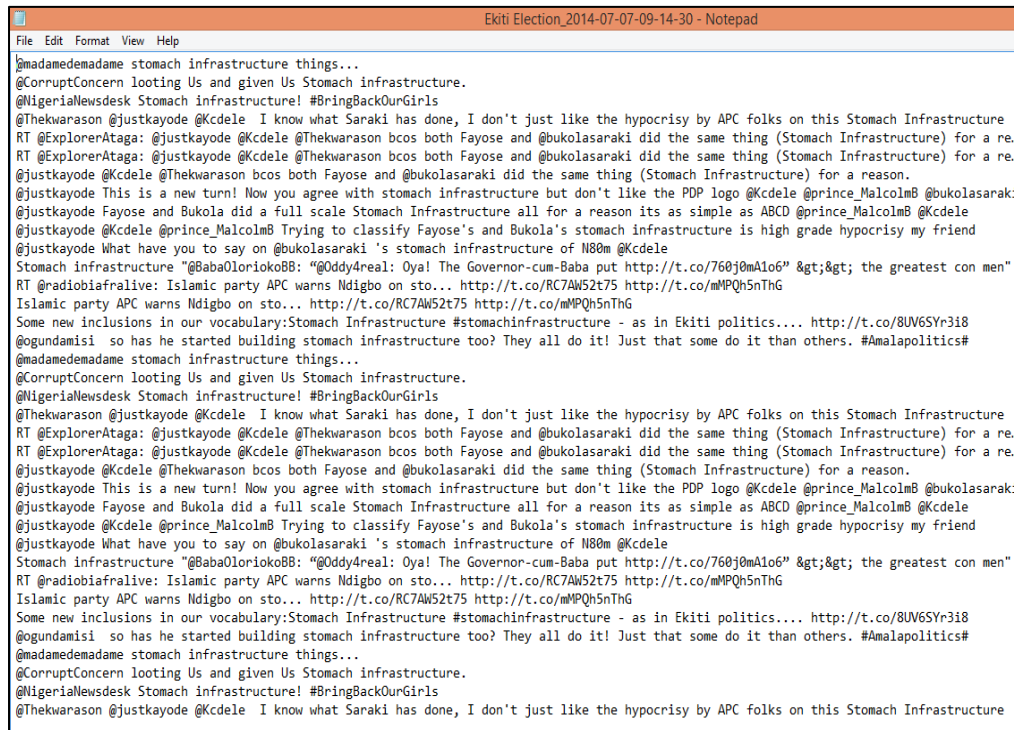 Ekiti Election_2014-07-07-09-14-30 - Notepad
File Edit Format View Help
@madamedemadame stomach infrastructure things...
@CorruptConcern looting Us and given Us Stomach infrastructure.
@NigeriaNewsdesk Stomach infrastructure! #BringBackOurGirls
@Thekwarason @justkayode @Kcdele  I know what Saraki has done, I don't just like the hypocrisy by APC folks on this Stomach Infrastructure
RT @ExplorerAtaga: @justkayode @Kcdele @Thekwarason bcos both Fayose and @bukolasaraki did the same thing (Stomach Infrastructure) for a re.
RT @ExplorerAtaga: @justkayode @Kcdele @Thekwarason bcos both Fayose and @bukolasaraki did the same thing (Stomach Infrastructure) for a re.
@justkayode @Kcdele @Thekwarason bcos both Fayose and @bukolasaraki did the same thing (Stomach Infrastructure) for a reason.
@justkayode This is a new turn! Now you agree with stomach infrastructure but don't like the PDP logo @Kcdele @prince_MalcolmB @bukolasaraki
@justkayode Fayose and Bukola did a full scale Stomach Infrastructure all for a reason its as simple as ABCD @prince_MalcolmB @Kcdele
@justkayode @Kcdele @prince_MalcolmB Trying to classify Fayose's and Bukola's stomach infrastructure is high grade hypocrisy my friend
@justkayode What have you to say on @bukolasaraki 's stomach infrastructure of N80m @Kcdele
Stomach infrastructure "@BabaOloriokoBB: “@Oddy4real: Oya! The Governor-cum-Baba put http://t.co/760j0mA1o6” &gt;&gt; the greatest con men"
RT @radiobiafralive: Islamic party APC warns Ndigbo on sto... http://t.co/RC7AW52t75 http://t.co/mMPQh5nThG
Islamic party APC warns Ndigbo on sto... http://t.co/RC7AW52t75 http://t.co/mMPQh5nThG
Some new inclusions in our vocabulary:Stomach Infrastructure #stomachinfrastructure - as in Ekiti politics.... http://t.co/8UV6SYr3i8
@ogundamisi  so has he started building stomach infrastructure too? They all do it! Just that some do it than others. #Amalapolitics#
@madamedemadame stomach infrastructure things...
@CorruptConcern looting Us and given Us Stomach infrastructure.
@NigeriaNewsdesk Stomach infrastructure! #BringBackOurGirls
@Thekwarason @justkayode @Kcdele  I know what Saraki has done, I don't just like the hypocrisy by APC folks on this Stomach Infrastructure
RT @ExplorerAtaga: @justkayode @Kcdele @Thekwarason bcos both Fayose and @bukolasaraki did the same thing (Stomach Infrastructure) for a re.
RT @ExplorerAtaga: @justkayode @Kcdele @Thekwarason bcos both Fayose and @bukolasaraki did the same thing (Stomach Infrastructure) for a re.
@justkayode @Kcdele @Thekwarason bcos both Fayose and @bukolasaraki did the same thing (Stomach Infrastructure) for a reason.
@justkayode This is a new turn! Now you agree with stomach infrastructure but don't like the PDP logo @Kcdele @prince_MalcolmB @bukolasaraki
@justkayode Fayose and Bukola did a full scale Stomach Infrastructure all for a reason its as simple as ABCD @prince_MalcolmB @Kcdele
@justkayode @Kcdele @prince_MalcolmB Trying to classify Fayose's and Bukola's stomach infrastructure is high grade hypocrisy my friend
@justkayode What have you to say on @bukolasaraki 's stomach infrastructure of N80m @Kcdele
Stomach infrastructure "@BabaOloriokoBB: “@Oddy4real: Oya! The Governor-cum-Baba put http://t.co/760j0mA1o6” &gt;&gt; the greatest con men"
RT @radiobiafralive: Islamic party APC warns Ndigbo on sto... http://t.co/RC7AW52t75 http://t.co/mMPQh5nThG
Islamic party APC warns Ndigbo on sto... http://t.co/RC7AW52t75 http://t.co/mMPQh5nThG
Some new inclusions in our vocabulary:Stomach Infrastructure #stomachinfrastructure - as in Ekiti politics.... http://t.co/8UV6SYr3i8
@ogundamisi  so has he started building stomach infrastructure too? They all do it! Just that some do it than others. #Amalapolitics#
@madamedemadame stomach infrastructure things...
@CorruptConcern looting Us and given Us Stomach infrastructure.
@NigeriaNewsdesk Stomach infrastructure! #BringBackOurGirls
@Thekwarason @justkayode @Kcdele  I know what Saraki has done, I don't just like the hypocrisy by APC folks on this Stomach Infrastructure